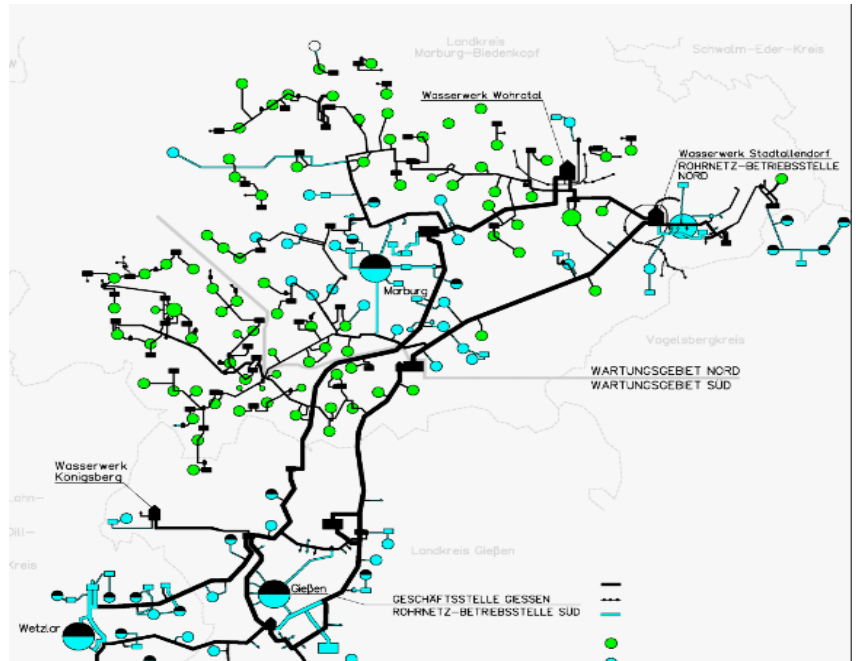 Landkreis
Marburg-Biedenkopf
Schwalm-Eder-Kreis
Wasserwerk Wohratal
Wasserwerk Stadtallendorf
ROHRNETZ-BETRIEBSSTELLE
NORD
Marburg
Vogelsbergkreis
WARTUNGSGEBIET NORD
WARTUNGSGEBIET SÜD
Wasserwerk
Königsberg
Lahn-
Dill-
Kreis
Landkreis Gießen
Gießen
GESCHÄFTSSTELLE GIESSEN
ROHRNETZ-BETRIEBSSTELLE SÜD
Wetzlar